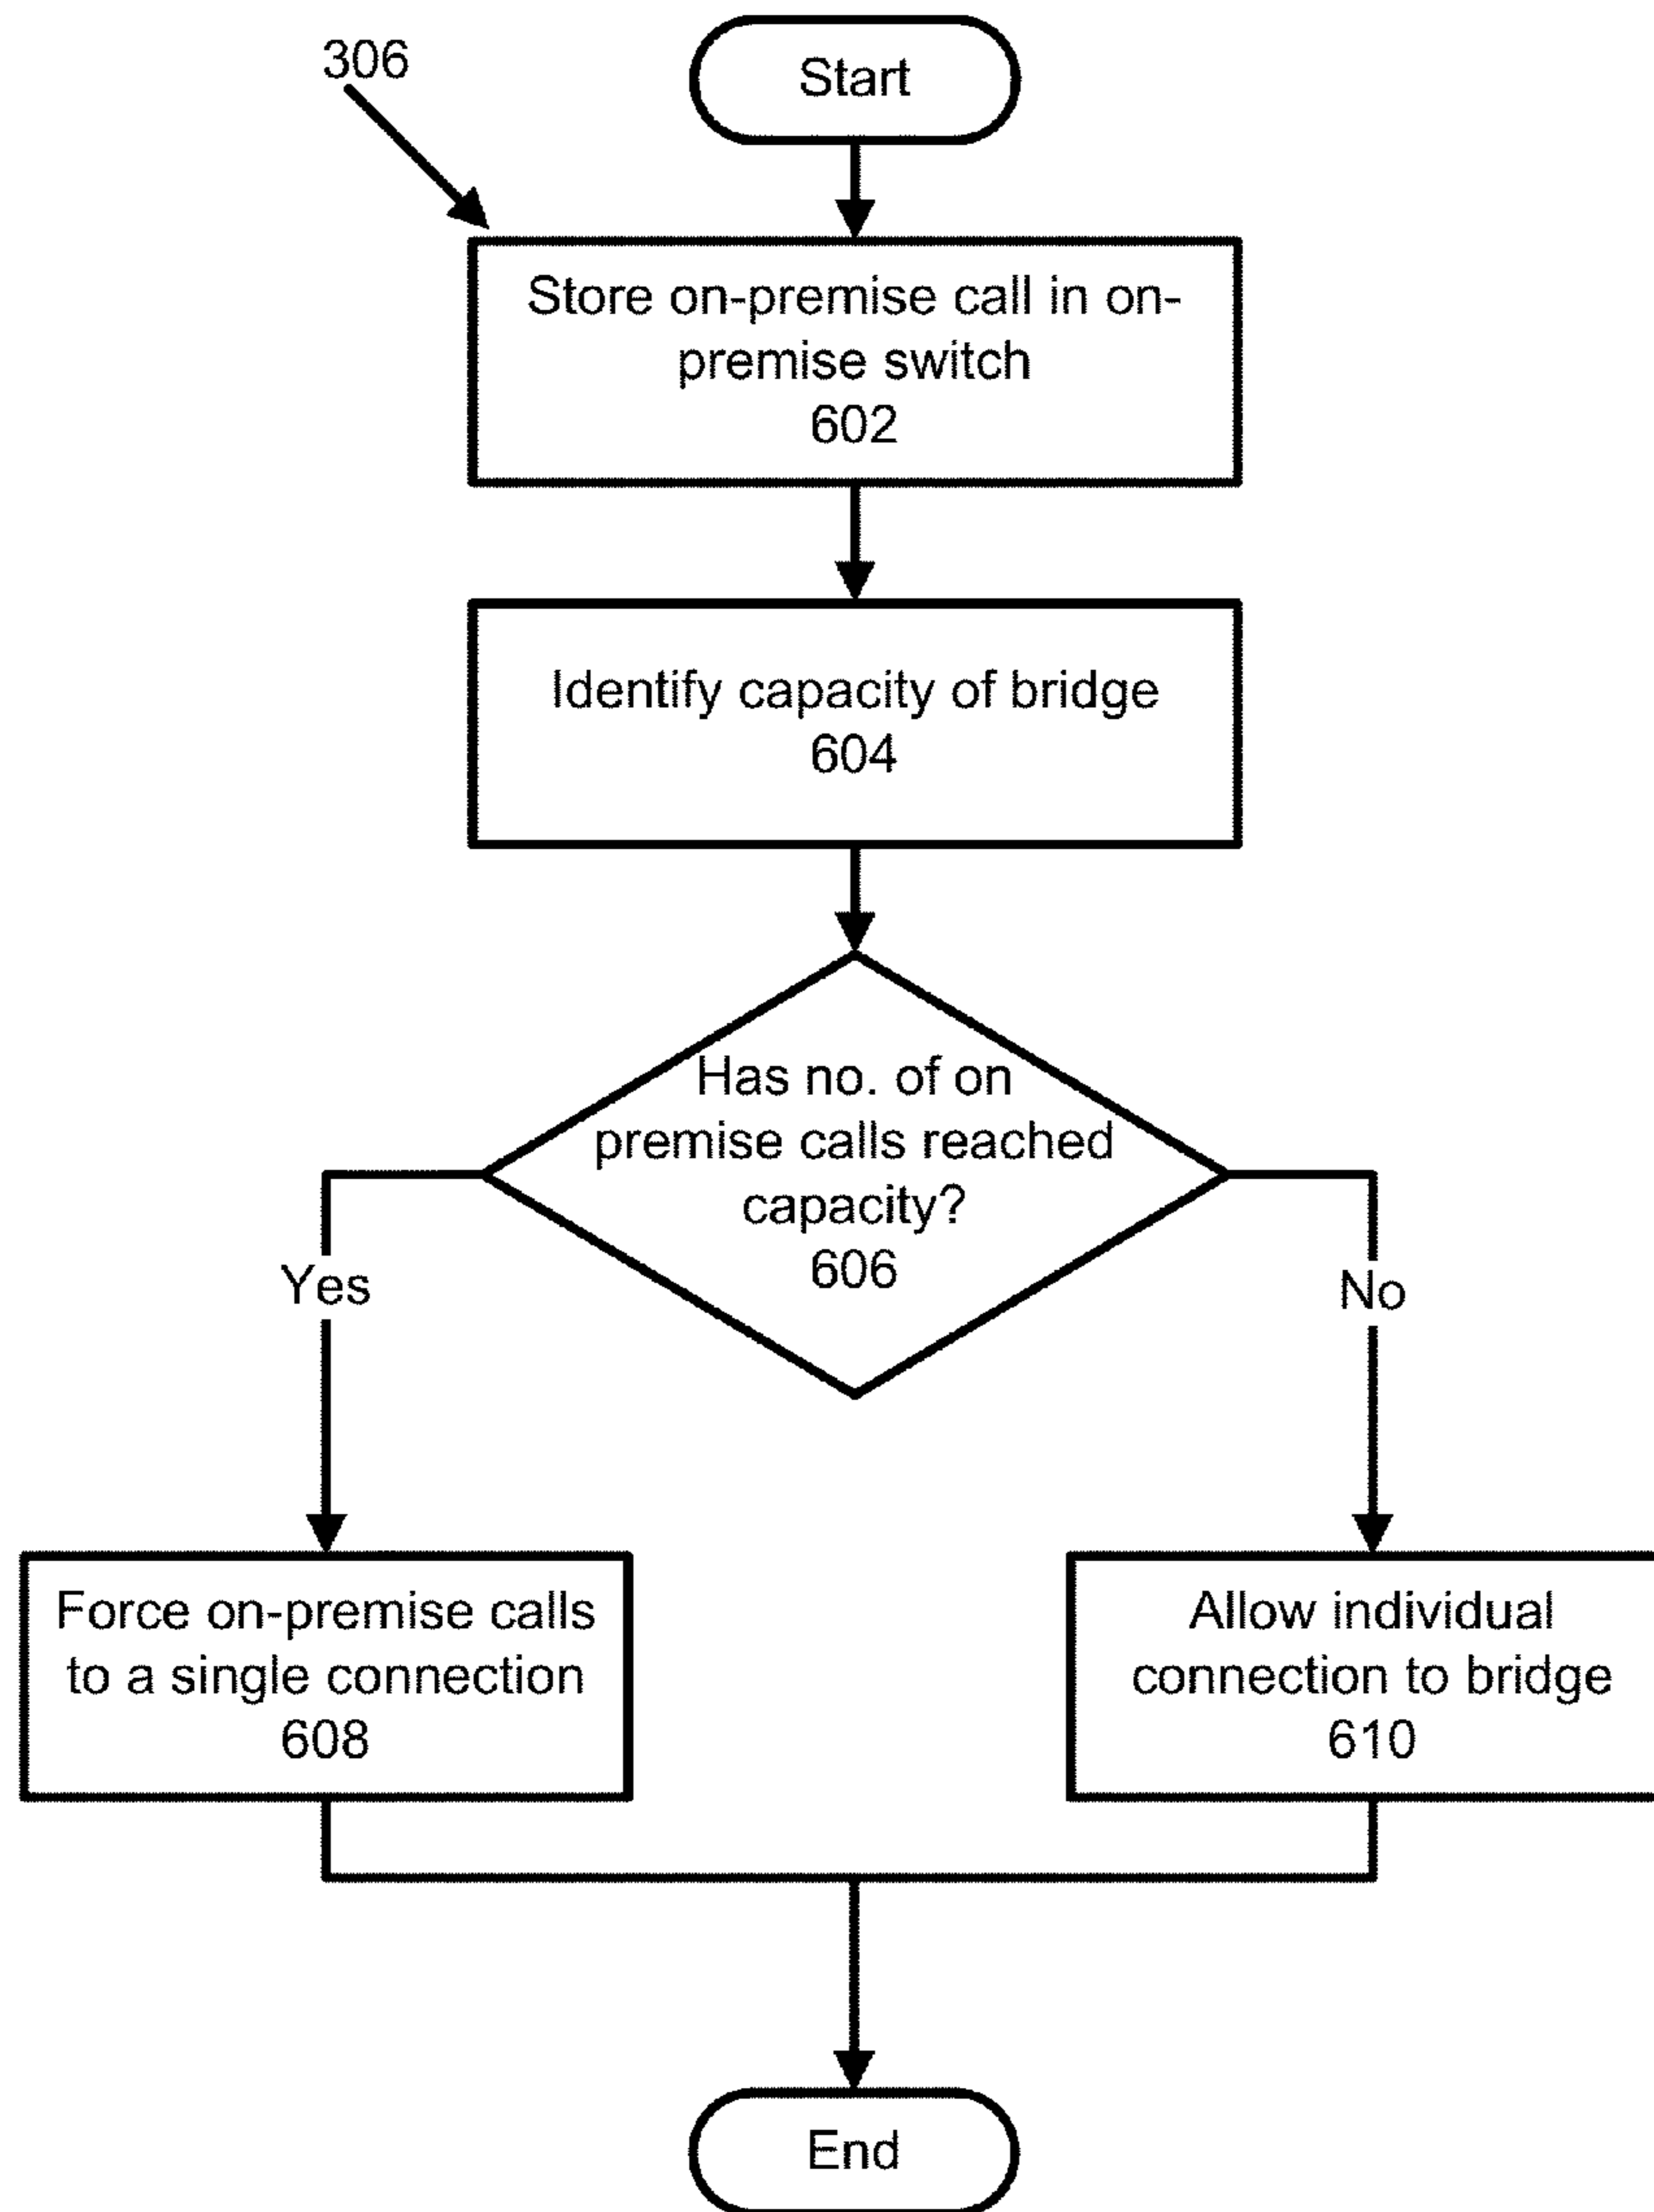 306
Start
Store on-premise call in on-
premise switch
602
Identify capacity of bridge
604
Has no. of on
premise calls reached
capacity?
606
Yes
No
Force on-premise calls
to a single connection
608
Allow individual
connection to bridge
610
End